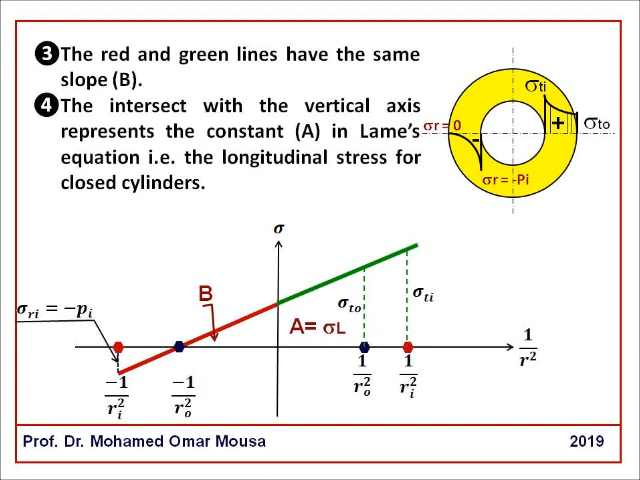 ❸The red and green lines have the same
slope (B).
❹The intersect with the vertical axis
represents the constant (A) in Lame's
equation i.e. the longitudinal stress for
closed cylinders.
σti
σr = 0
+
σto
-
σr = -Pi
σ
σri = −pi
B
σto
σti
A= σL
1/r²
−1/ri²
−1/ro²
1/ro²
1/ri²
Prof. Dr. Mohamed Omar Mousa
2019